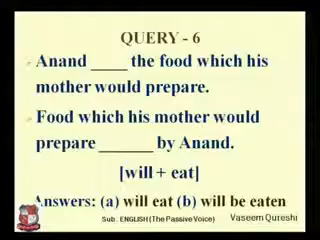 QUERY - 6
Anand ____ the food which his
mother would prepare.
Food which his mother would
prepare ______ by Anand.
[will + eat]
Answers: (a) will eat (b) will be eaten
Sub: ENGLISH (The Passive Voice) Vaseem Qureshi